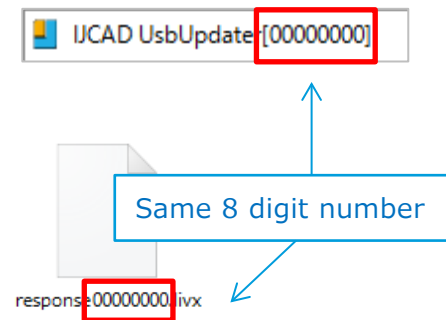 IJCAD UsbUpdater[00000000]
Same 8 digit number
response00000000.ivx